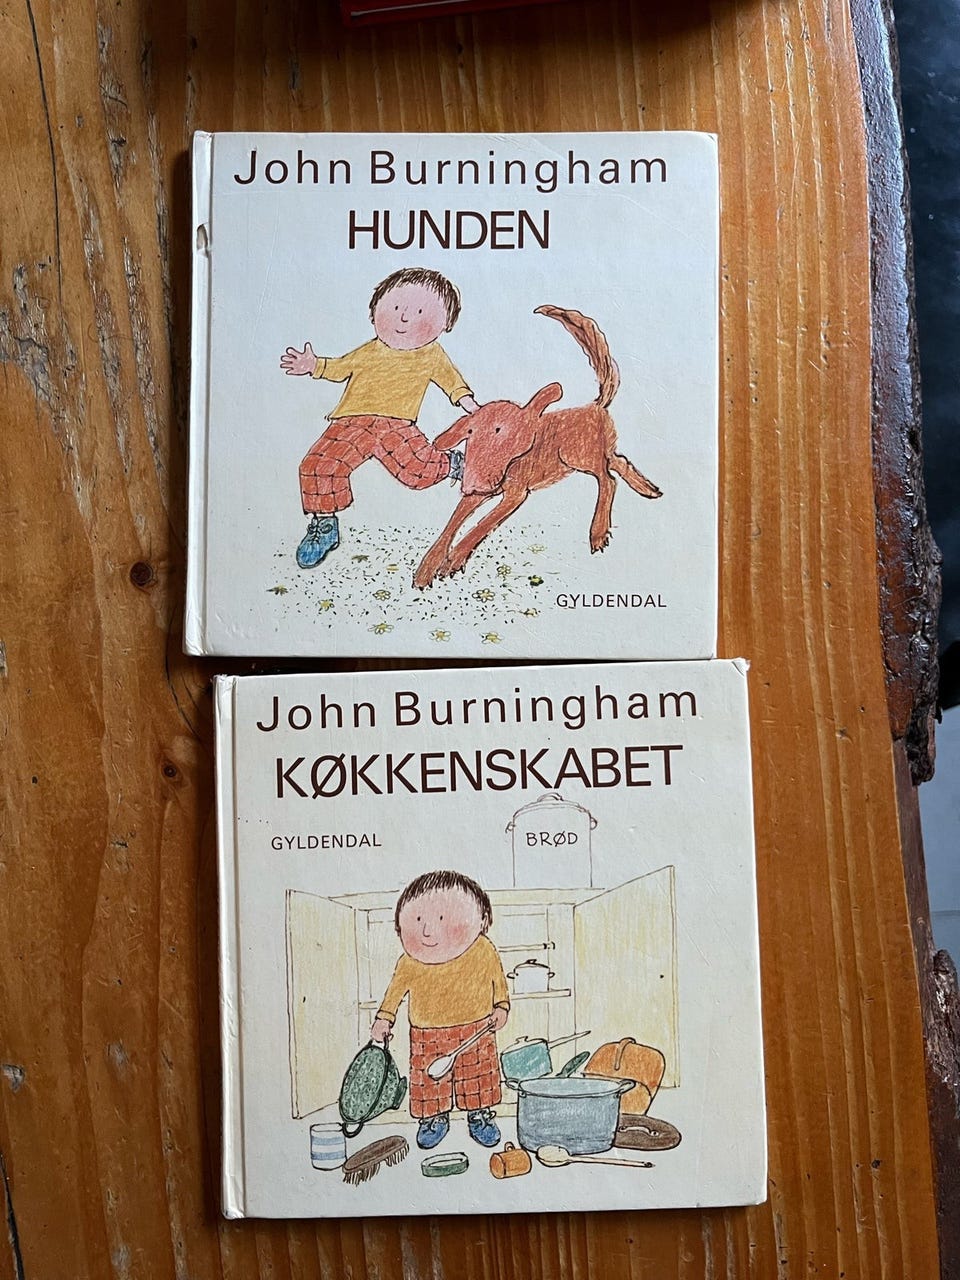 John Burningham
HUNDEN
GYLDENDAL
John Burningham
KØKKENSKABET
GYLDENDAL
BRØD